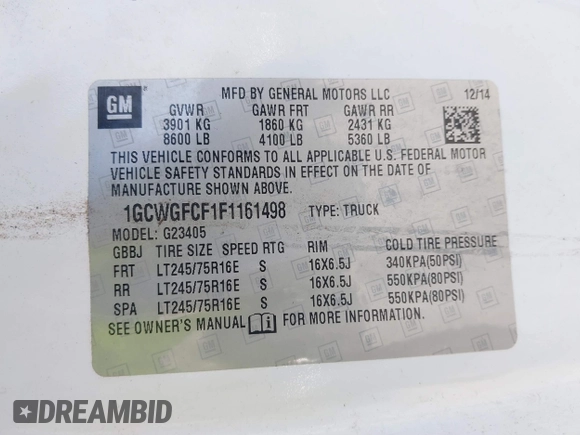 GM
MFD BY GENERAL MOTORS LLC 12/14
GVWR GAWR FRT GAWR RR
3901 KG 1860 KG 2431 KG
8600 LB 4100 LB 5360 LB
THIS VEHICLE CONFORMS TO ALL APPLICABLE U.S. FEDERAL MOTOR
VEHICLE SAFETY STANDARDS IN EFFECT ON THE DATE OF
MANUFACTURE SHOWN ABOVE.
1GCWGFCF1F1161498 TYPE: TRUCK
MODEL: G23405
GBBJ TIRE SIZE SPEED RTG RIM COLD TIRE PRESSURE
FRT LT245/75R16E S 16X6.5J 340KPA(50PSI)
RR LT245/75R16E S 16X6.5J 550KPA(80PSI)
SPA LT245/75R16E S 16X6.5J 550KPA(80PSI)
SEE OWNER'S MANUAL FOR MORE INFORMATION.
DREAMBID